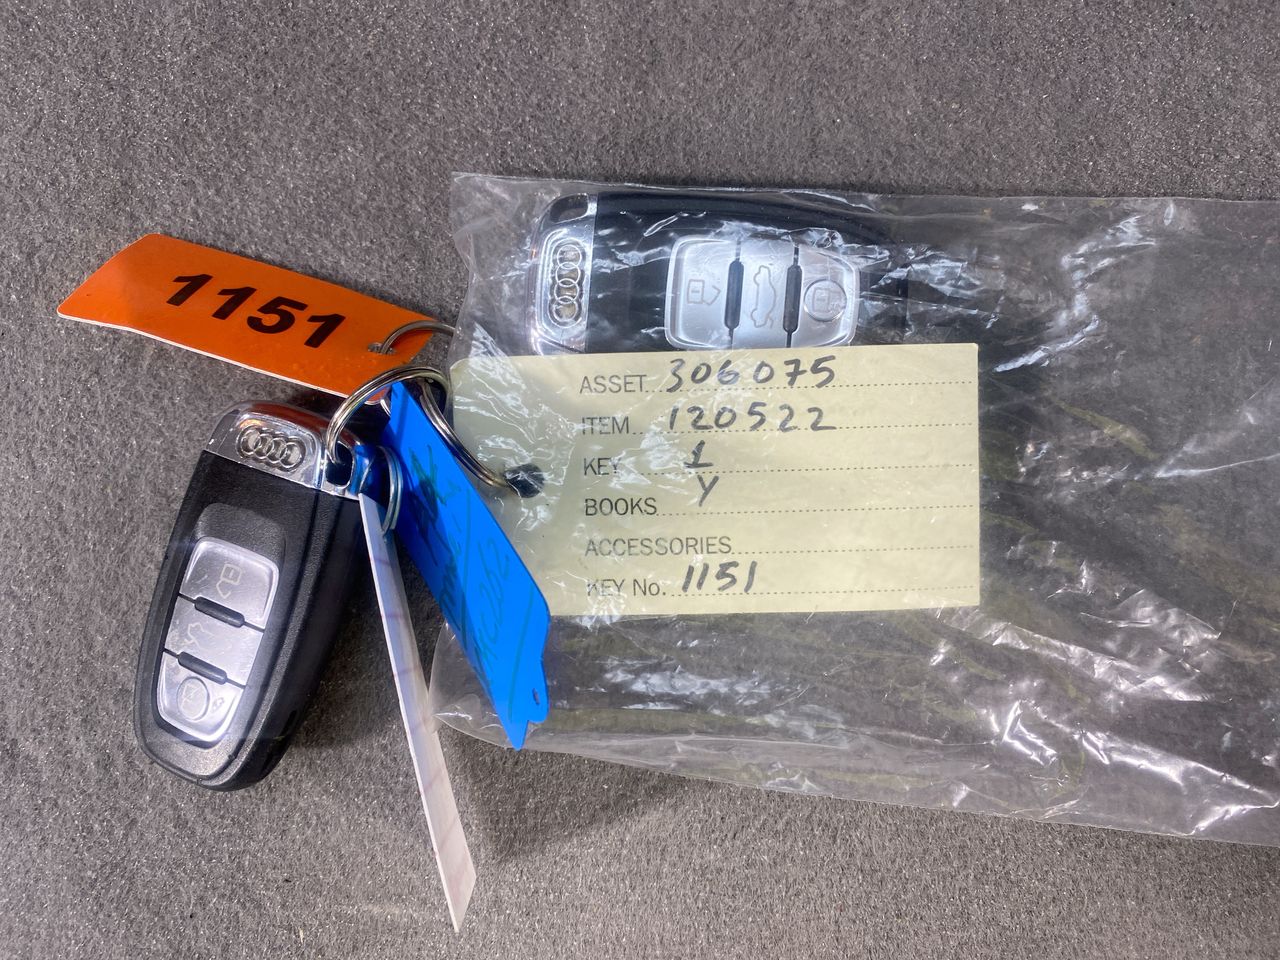 1151
ASSET 306075
ITEM 120522
KEY 1
BOOKS Y
ACCESSORIES
KEY No. 1151